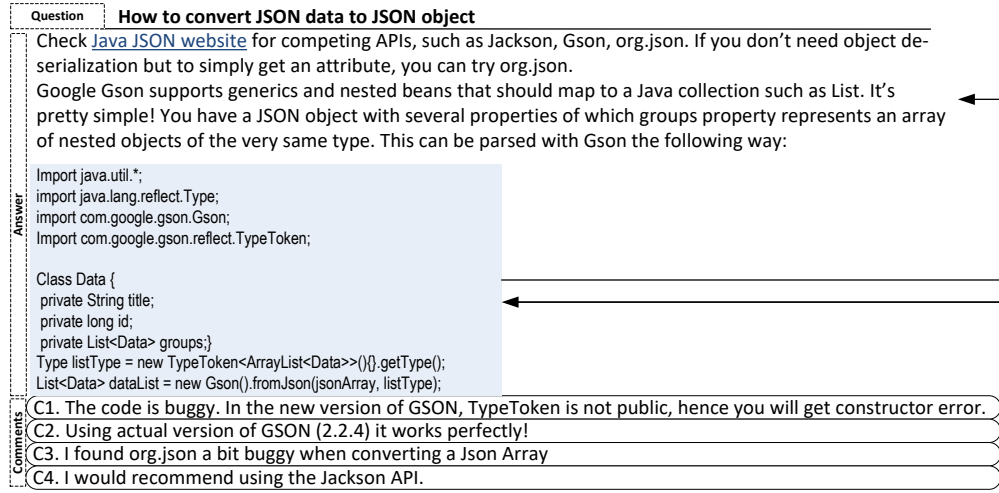 Question How to convert JSON data to JSON object
Check Java JSON website for competing APIs, such as Jackson, Gson, org.json. If you don't need object de-
serialization but to simply get an attribute, you can try org.json.
Google Gson supports generics and nested beans that should map to a Java collection such as List. It's
pretty simple! You have a JSON object with several properties of which groups property represents an array
of nested objects of the very same type. This can be parsed with Gson the following way:
Answer
Import java.util.*;
import java.lang.reflect.Type;
import com.google.gson.Gson;
Import com.google.gson.reflect.TypeToken;
Class Data {
private String title;
private long id;
private List<Data> groups;}
Type listType = new TypeToken<ArrayList<Data>>(){}.getType();
List<Data> dataList = new Gson().fromJson(jsonArray, listType);
Comments
C1. The code is buggy. In the new version of GSON, TypeToken is not public, hence you will get constructor error.
C2. Using actual version of GSON (2.2.4) it works perfectly!
C3. I found org.json a bit buggy when converting a Json Array
C4. I would recommend using the Jackson API.